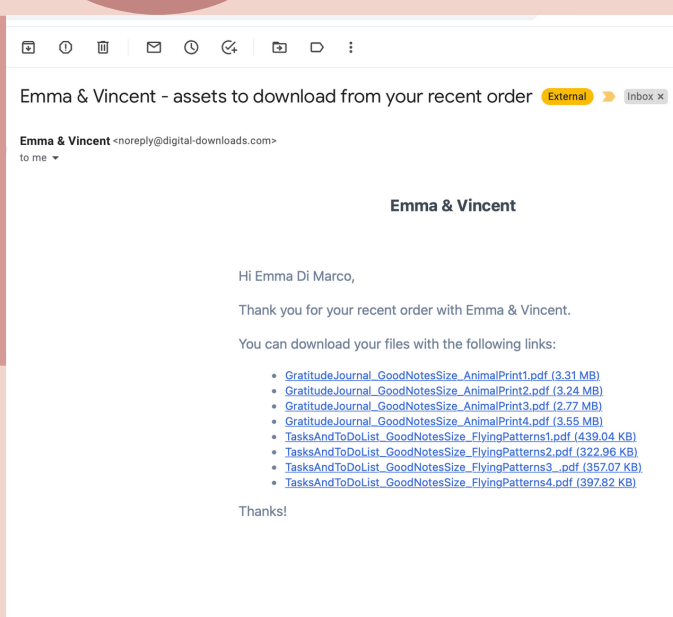 Emma & Vincent - assets to download from your recent order External Inbox ×
Emma & Vincent <noreply@digital-downloads.com>
to me
Emma & Vincent
Hi Emma Di Marco,
Thank you for your recent order with Emma & Vincent.
You can download your files with the following links:
GratitudeJournal_GoodNotesSize_AnimalPrint1.pdf (3.31 MB)
GratitudeJournal_GoodNotesSize_AnimalPrint2.pdf (3.24 MB)
GratitudeJournal_GoodNotesSize_AnimalPrint3.pdf (2.77 MB)
GratitudeJournal_GoodNotesSize_AnimalPrint4.pdf (3.55 MB)
TasksAndToDoList_GoodNotesSize_FlyingPatterns1.pdf (439.04 KB)
TasksAndToDoList_GoodNotesSize_FlyingPatterns2.pdf (322.96 KB)
TasksAndToDoList_GoodNotesSize_FlyingPatterns3_.pdf (357.07 KB)
TasksAndToDoList_GoodNotesSize_FlyingPatterns4.pdf (397.82 KB)
Thanks!